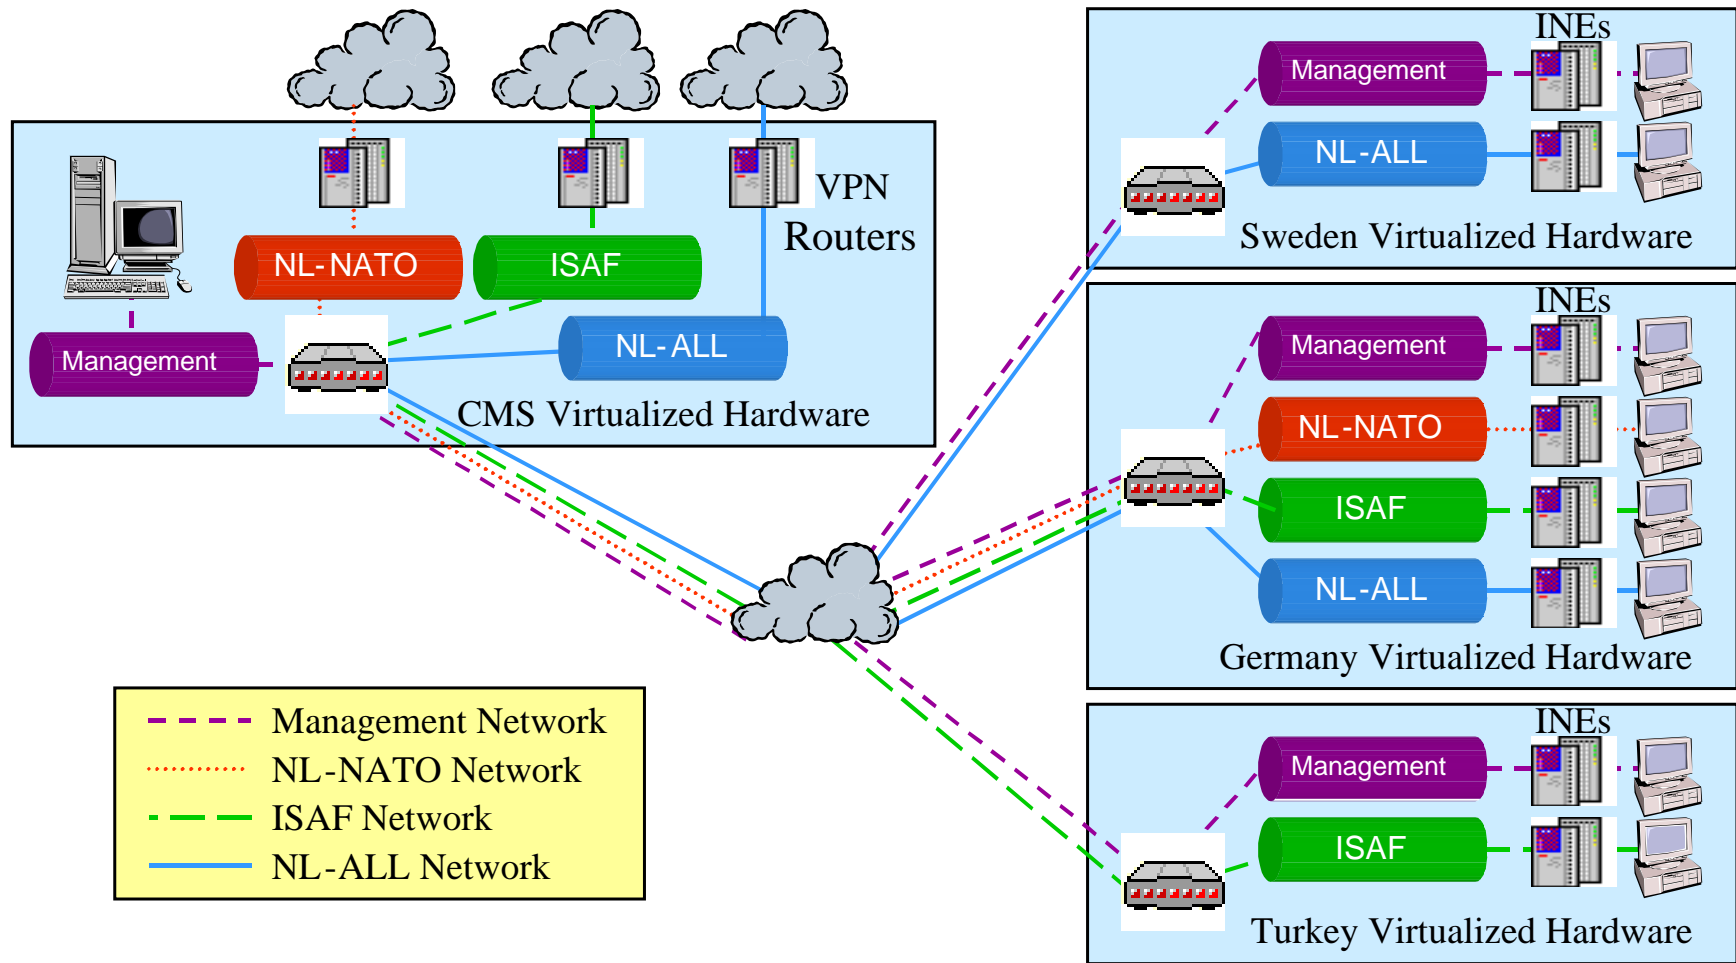 VPN
Routers
NL-NATO
ISAF
Management
NL-ALL
CMS Virtualized Hardware
INEs
Management
NL-ALL
Sweden Virtualized Hardware
INEs
Management
NL-NATO
ISAF
NL-ALL
Germany Virtualized Hardware
INEs
Management
ISAF
Turkey Virtualized Hardware
Management Network
NL-NATO Network
ISAF Network
NL-ALL Network